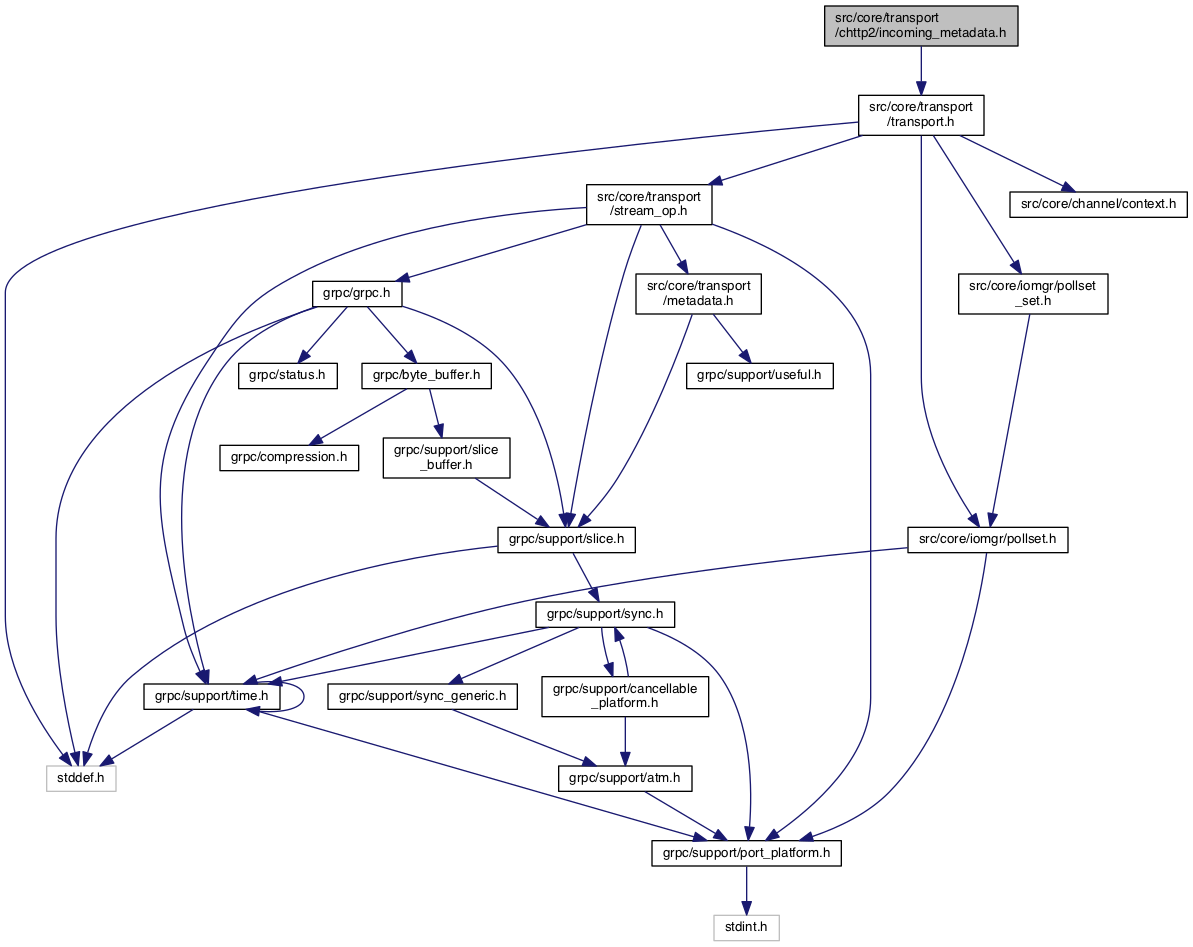 src/core/transport
/chttp2/incoming_metadata.h
src/core/transport
/transport.h
src/core/transport
/stream_op.h
src/core/channel/context.h
grpc/grpc.h
src/core/transport
/metadata.h
src/core/iomgr/pollset
_set.h
grpc/status.h
grpc/byte_buffer.h
grpc/support/useful.h
grpc/compression.h
grpc/support/slice
_buffer.h
grpc/support/slice.h
src/core/iomgr/pollset.h
grpc/support/sync.h
grpc/support/time.h
grpc/support/sync_generic.h
grpc/support/cancellable
_platform.h
stddef.h
grpc/support/atm.h
grpc/support/port_platform.h
stdint.h